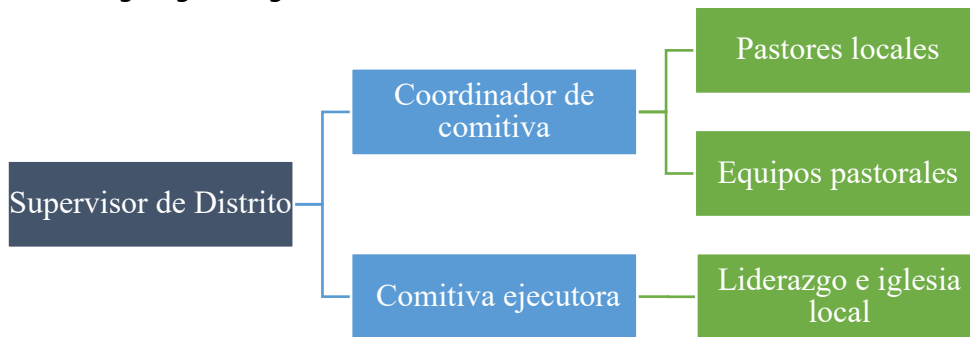 Supervisor de Distrito
Coordinador de
comitiva
Pastores locales
Equipos pastorales
Comitiva ejecutora
Liderazgo e iglesia
local